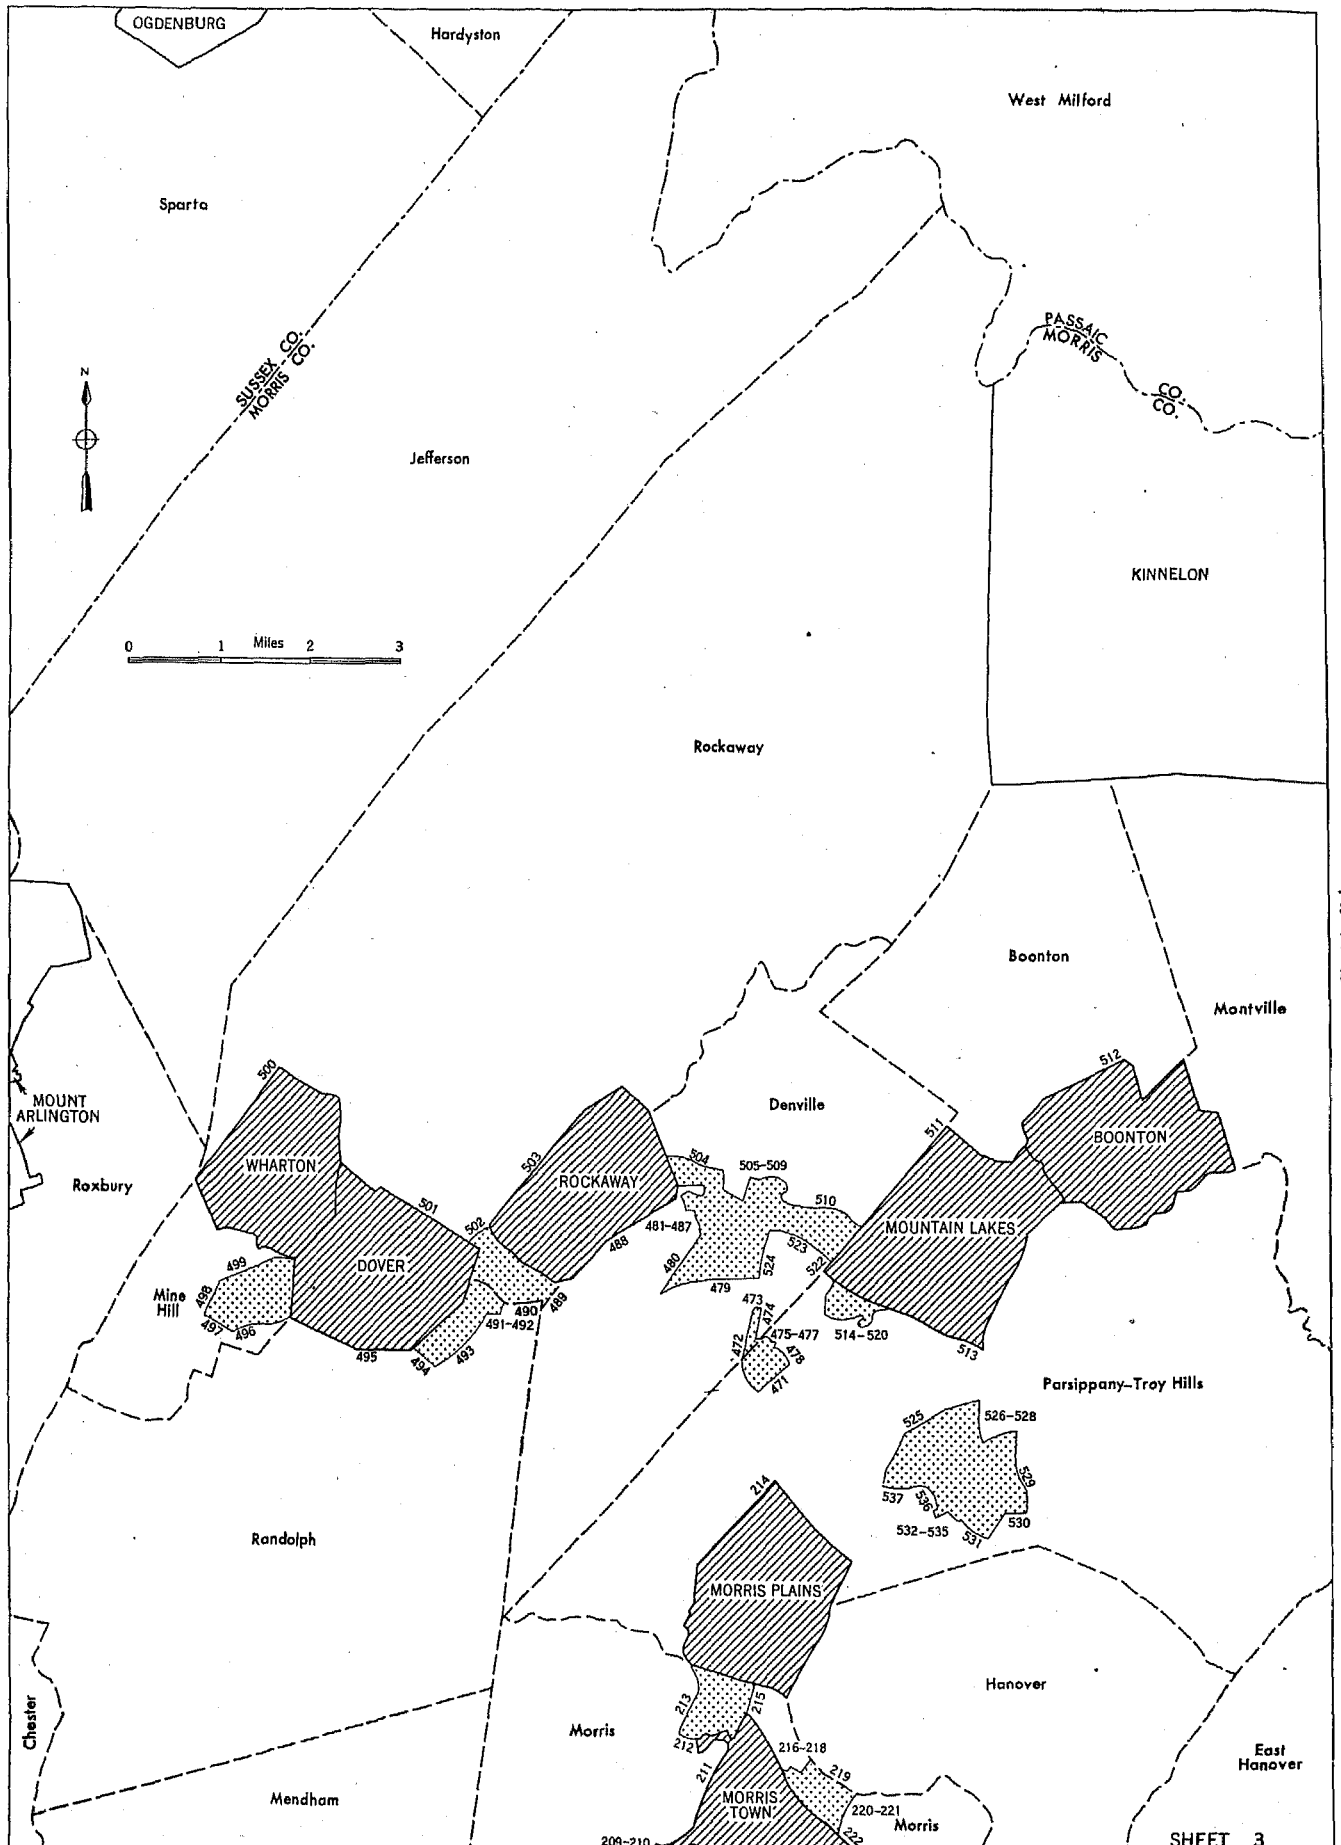 OGDENBURG
Hardyston
West Milford
Sparta
PASSAIC
MORRIS
CO.
CO.
SUSSEX CO.
MORRIS CO.
N
Jefferson
KINNELON
0 1 Miles 2 3
Rockaway
Boonton
Montville
500
512
MOUNT
ARLINGTON
Denville
511
BOONTON
WHARTON
503
504
505-509
ROCKAWAY
Roxbury
501
502
510
481-487
MOUNTAIN LAKES
488
523
499
DOVER
480
524
522
479
Mine
Hill
498
489
490
473
474
491-492
497
496
472
475-477
514-520
495
494
493
478
471
513
Parsippany-Troy Hills
525
526-528
214
529
537
536
530
532-535
531
Randolph
MORRIS PLAINS
Hanover
213
215
Chester
Morris
212
216-218
East
Hanover
211
219
Mendham
MORRIS
TOWN
220-221
Morris
222
209-210
SHEET 3